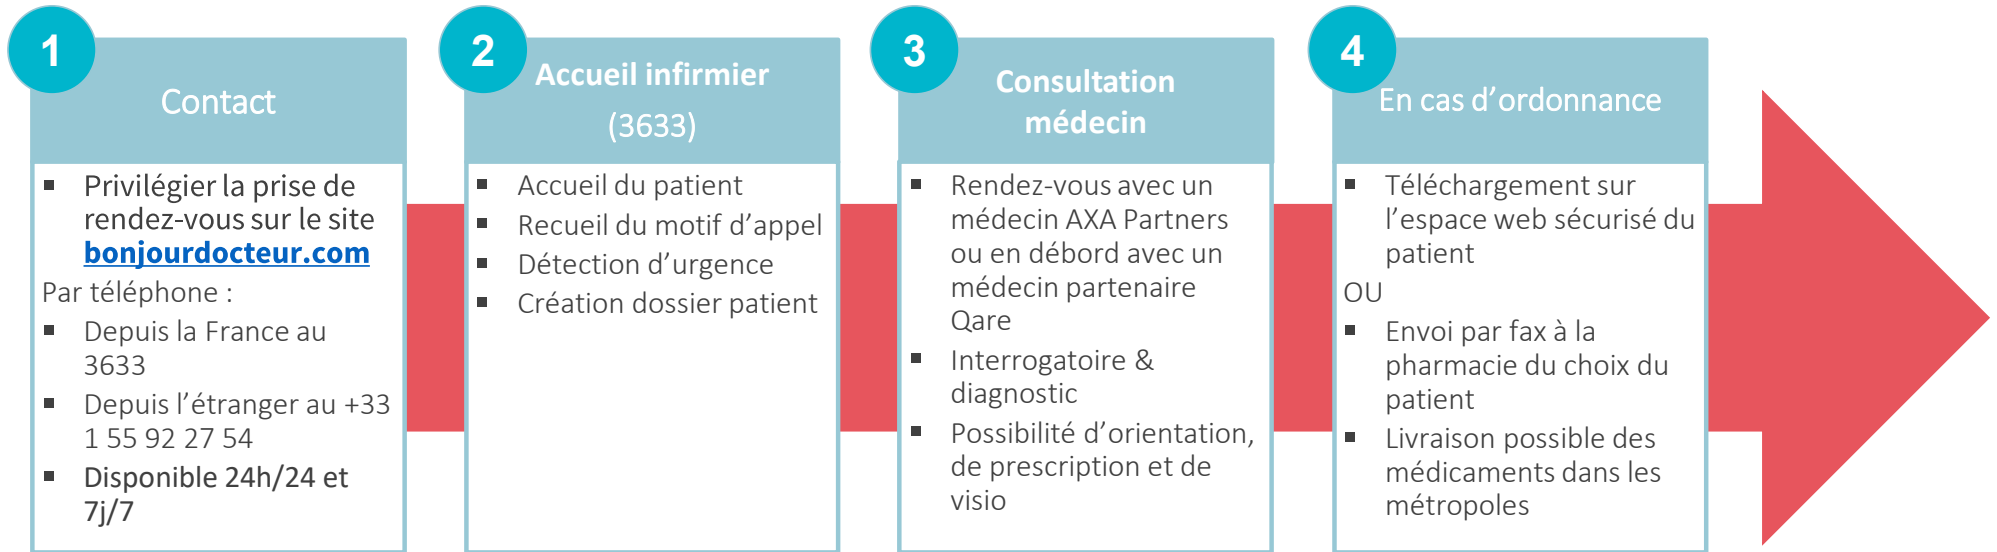 1
Contact
▪ Privilégier la prise de
rendez-vous sur le site
bonjourdocteur.com
Par téléphone :
▪ Depuis la France au
3633
▪ Depuis l’étranger au +33
1 55 92 27 54
▪ Disponible 24h/24 et
7j/7
2
Accueil infirmier
(3633)
▪ Accueil du patient
▪ Recueil du motif d’appel
▪ Détection d’urgence
▪ Création dossier patient
3
Consultation
médecin
▪ Rendez-vous avec un
médecin AXA Partners
ou en débord avec un
médecin partenaire
Qare
▪ Interrogatoire &
diagnostic
▪ Possibilité d’orientation,
de prescription et de
visio
4
En cas d’ordonnance
▪ Téléchargement sur
l’espace web sécurisé du
patient
OU
▪ Envoi par fax à la
pharmacie du choix du
patient
▪ Livraison possible des
médicaments dans les
métropoles